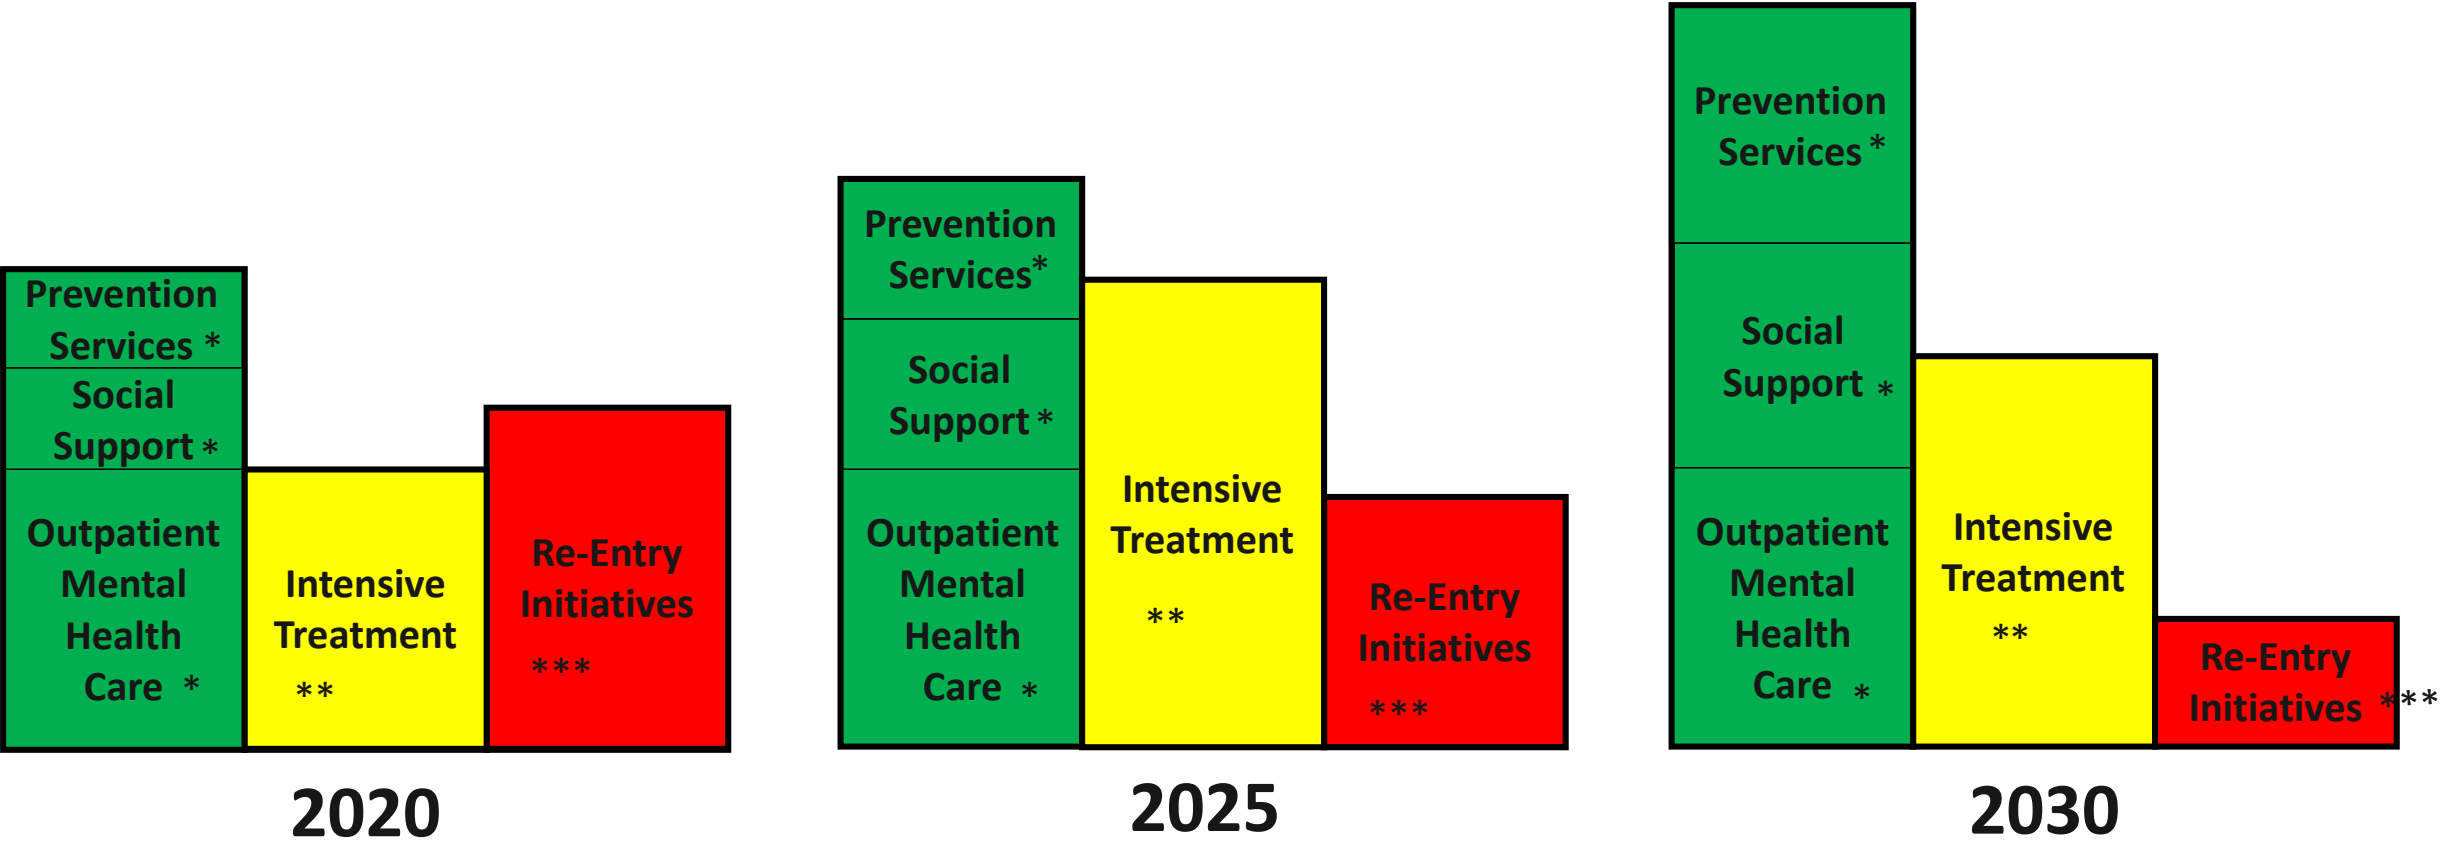 Prevention
Services *
Social
Support *
Outpatient
Mental
Health
Care *
Intensive
Treatment
**
Re-Entry
Initiatives
***
2020
Prevention
Services*
Social
Support *
Outpatient
Mental
Health
Care *
Intensive
Treatment
**
Re-Entry
Initiatives
***
2025
Prevention
Services *
Social
Support *
Outpatient
Mental
Health
Care *
Intensive
Treatment
**
Re-Entry
Initiatives ***
2030